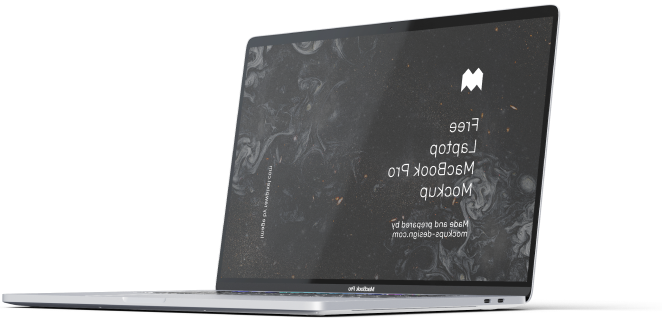 Free
Laptop
MacBook Pro
Mockup
Made and prepared by
mockups-design.com
MacBook Pro